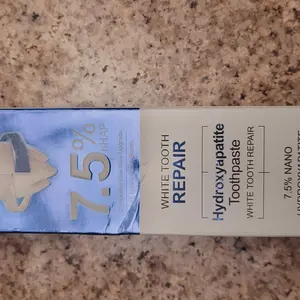 7.5%
nHAP
WHITE TOOTH
REPAIR
Hydroxyapatite
Toothpaste
WHITE TOOTH REPAIR
7.5% NANO